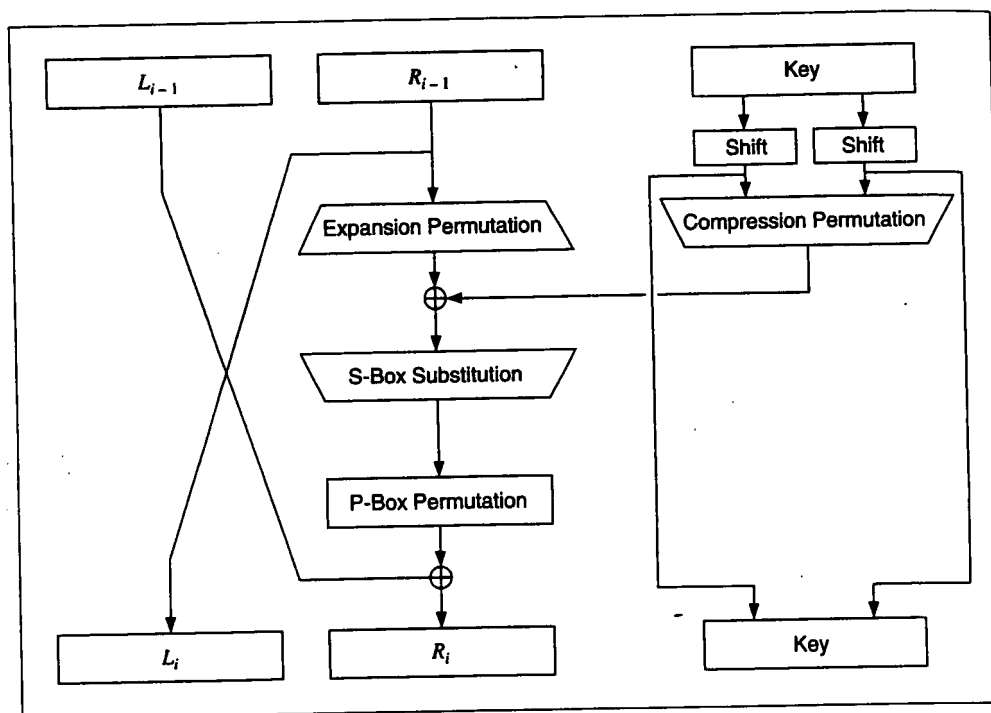 L_{i-1}
R_{i-1}
Key
Shift
Shift
Expansion Permutation
Compression Permutation
S-Box Substitution
P-Box Permutation
L_i
R_i
Key